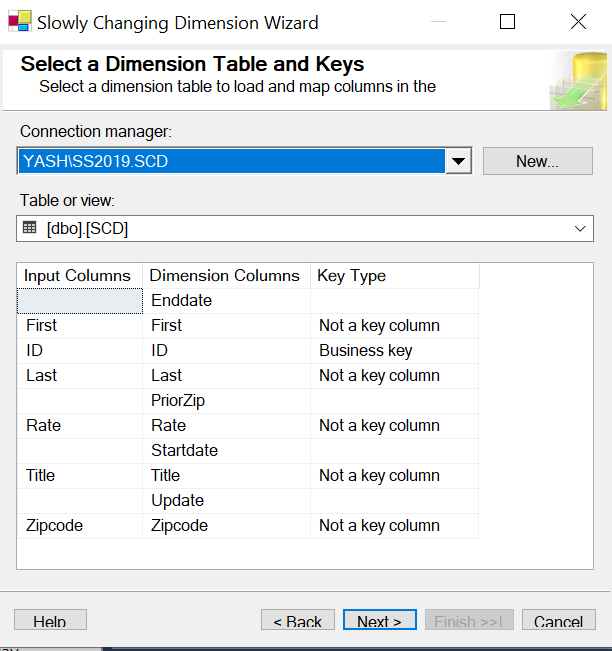 Slowly Changing Dimension Wizard
Select a Dimension Table and Keys
Select a dimension table to load and map columns in the
Connection manager:
YASH\SS2019.SCD New...
Table or view:
[dbo].[SCD]
Input Columns Dimension Columns Key Type
Enddate
First First Not a key column
ID ID Business key
Last Last Not a key column
PriorZip
Rate Rate Not a key column
Startdate
Title Title Not a key column
Update
Zipcode Zipcode Not a key column
Help < Back Next > Finish >>| Cancel